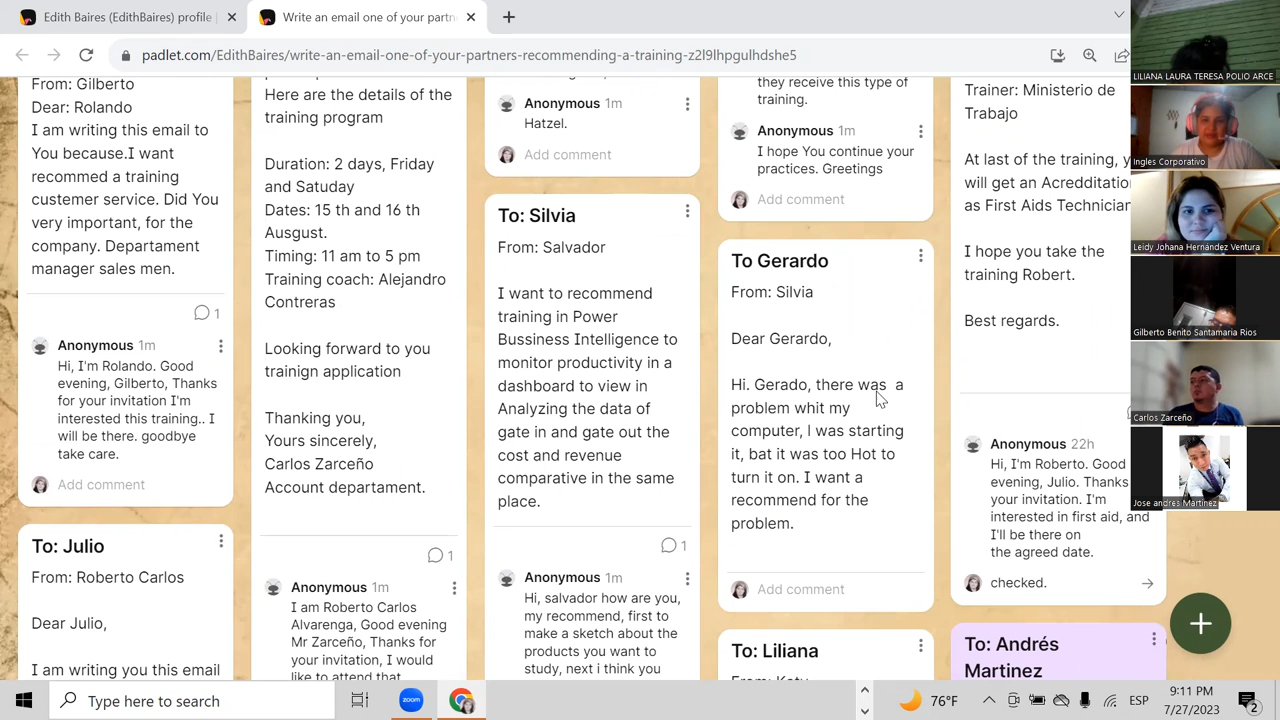 Edith Baires (EdithBaires) profile
Write an email one of your partn
padlet.com/EdithBaires/write-an-email-one-of-your-partners-recommending-a-training-z2l9lhpgulhdshe5
From: Gilberto
Dear: Rolando
I am writing this email to
You because.I want
recommed a training
custemer service. Did You
very important, for the
company. Departament
manager sales men.
1
Anonymous 1m
Hi, I'm Rolando. Good
evening, Gilberto, Thanks
for your invitation I'm
interested this training.. I
will be there. goodbye
take care.
Add comment
To: Julio
From: Roberto Carlos
Dear Julio,
I am writing you this email
Here are the details of the
training program
Duration: 2 days, Friday
and Satuday
Dates: 15 th and 16 th
Ausgust.
Timing: 11 am to 5 pm
Training coach: Alejandro
Contreras
Looking forward to you
trainign application
Thanking you,
Yours sincerely,
Carlos Zarceño
Account departament.
1
Anonymous 1m
I am Roberto Carlos
Alvarenga, Good evening
Mr Zarceño, Thanks for
your invitation, I would
like to attend that
Anonymous 1m
Hatzel.
Add comment
To: Silvia
From: Salvador
I want to recommend
training in Power
Bussiness Intelligence to
monitor productivity in a
dashboard to view in
Analyzing the data of
gate in and gate out the
cost and revenue
comparative in the same
place.
1
Anonymous 1m
Hi, salvador how are you,
my recommend, first to
make a sketch about the
products you want to
study, next i think you
they receive this type of
training.
Anonymous 1m
I hope You continue your
practices. Greetings
Add comment
To Gerardo
From: Silvia
Dear Gerardo,
Hi. Gerado, there was a
problem whit my
computer, I was starting
it, bat it was too Hot to
turn it on. I want a
recommend for the
problem.
Add comment
To: Liliana
From: Katy
Trainer: Ministerio de
Trabajo
At last of the training, y
will get an Acredditatio
as First Aids Technician
I hope you take the
training Robert.
Best regards.
Anonymous 22h
Hi, I'm Roberto. Good
evening, Julio. Thanks
your invitation. I'm
interested in first aid, and
I'll be there on
the agreed date.
checked.
To: Andrés
Martinez
LILIANA LAURA TERESA POLIO ARCE
Ingles Corporativo
Leidy Johana Hernández Ventura
Gilberto Benito Santamaria Rios
Carlos Zarceño
Jose andres Martinez
Type here to search
zoom
76°F
ESP
9:11 PM
7/27/2023
2